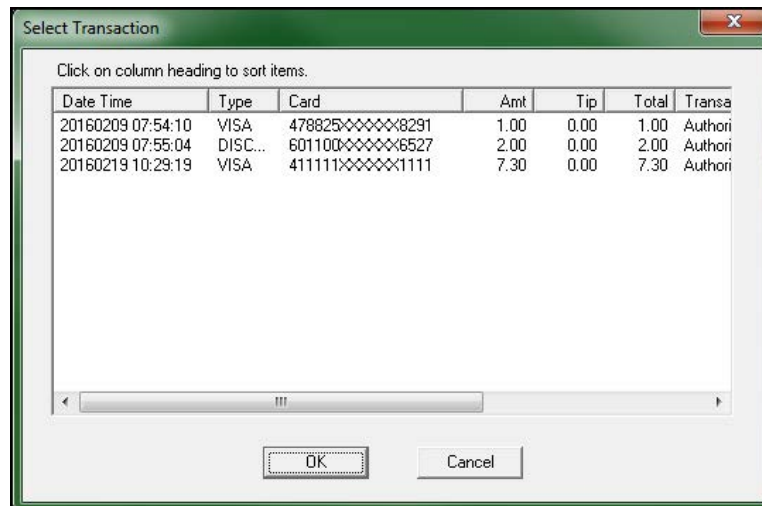 Select Transaction
Click on column heading to sort items.
Date Time Type Card Amt Tip Total Transa
20160209 07:54:10 VISA 478825XXXXXX8291 1.00 0.00 1.00 Authori
20160209 07:55:04 DISC... 601100XXXXXX6527 2.00 0.00 2.00 Authori
20160219 10:29:19 VISA 411111XXXXXX1111 7.30 0.00 7.30 Authori
OK Cancel